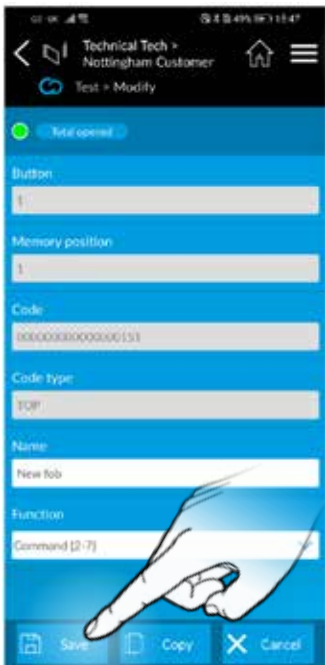 Technical Tech >
Nottingham Customer
Test > Modify
Total opened
Button
1
Memory position
1
Code
Code type
TOP
Name
New fob
Function
Command [2-7]
Save
Copy
Cancel